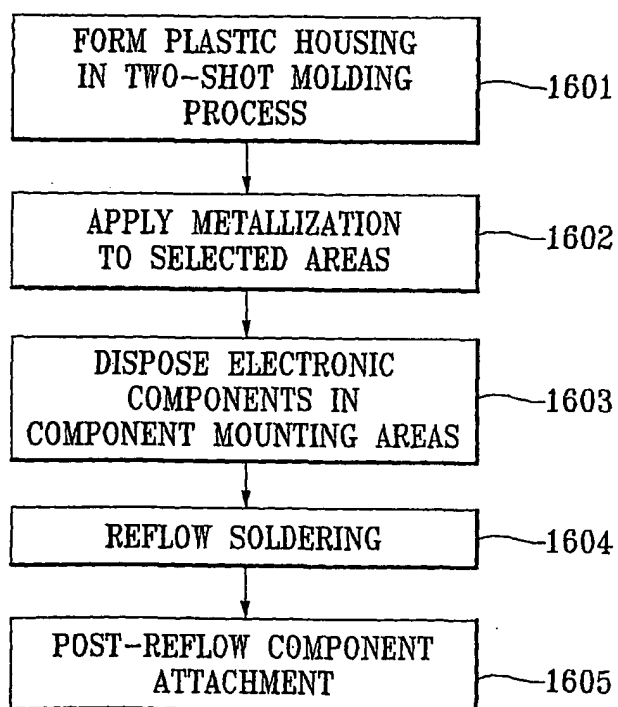 FORM PLASTIC HOUSING
IN TWO-SHOT MOLDING
PROCESS
1601
APPLY METALLIZATION
TO SELECTED AREAS
1602
DISPOSE ELECTRONIC
COMPONENTS IN
COMPONENT MOUNTING AREAS
1603
REFLOW SOLDERING
1604
POST-REFLOW COMPONENT
ATTACHMENT
1605